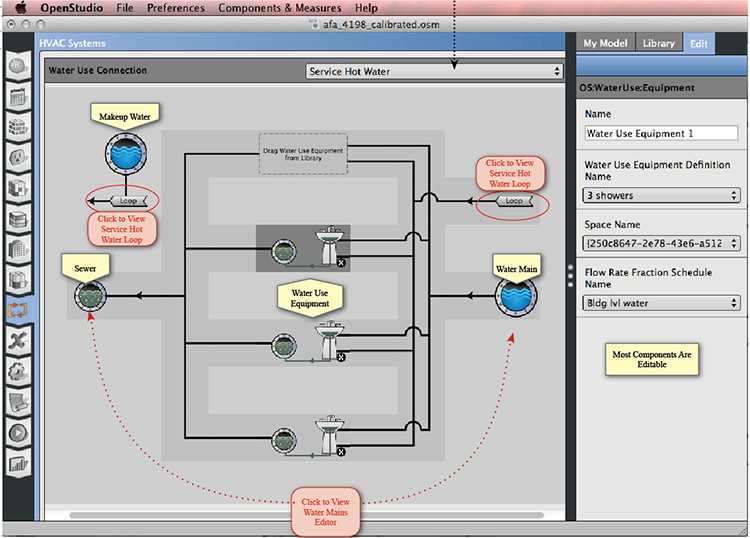 OpenStudio File Preferences Components & Measures Help
afa_4198_calibrated.osm
HVAC Systems
My Model Library Edit
Water Use Connection
Service Hot Water
OS:WaterUse:Equipment
Makeup Water
Loop
Click to View
Service Hot
Water Loop
Drag Water Use Equipment
from Library
Click to View
Service Hot
Water Loop
Loop
Sewer
Water Use
Equipment
Water Main
Click to View
Water Mains
Editor
Name
Water Use Equipment 1
Water Use Equipment Definition
Name
3 showers
Space Name
{250c8647-2e78-43e6-a512
Flow Rate Fraction Schedule
Name
Bldg lvl water
Most Components Are
Editable